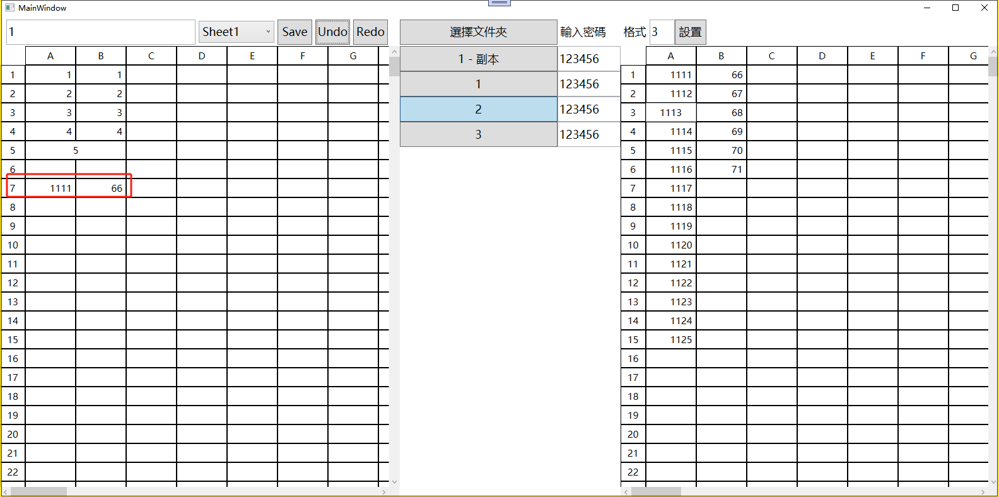 MainWindow
1 Sheet1 Save Undo Redo 選擇文件夾 輸入密碼 格式 3 設置
A B C D E F G
1 1 1
2 2 2
3 3 3
4 4 4
5 5
6
7 1111 66
8
9
10
11
12
13
14
15
16
17
18
19
20
21
22
1 - 副本 123456
1 123456
2 123456
3 123456
A B C D E F G
1 1111 66
2 1112 67
3 1113 68
4 1114 69
5 1115 70
6 1116 71
7 1117
8 1118
9 1119
10 1120
11 1121
12 1122
13 1123
14 1124
15 1125
16
17
18
19
20
21
22